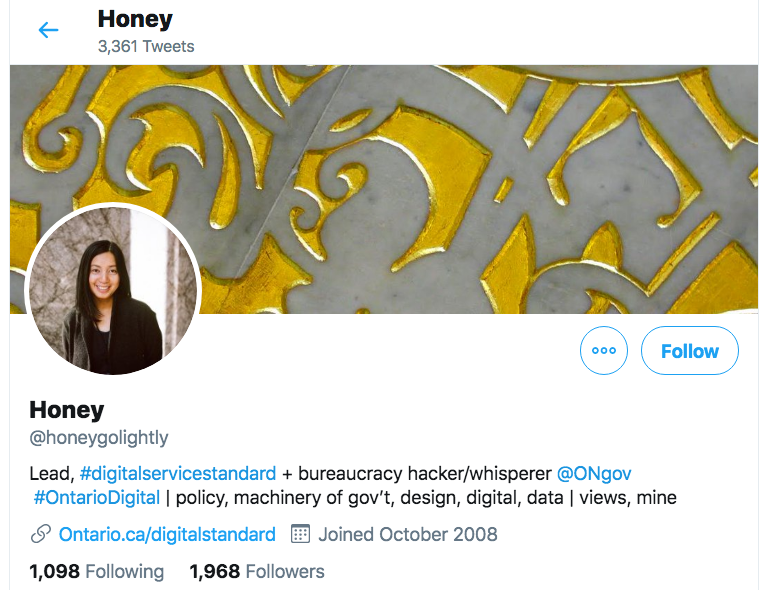 Honey
3,361 Tweets
Follow
Honey
@honeygolightly
Lead, #digitalservicestandard + bureaucracy hacker/whisperer @ONgov
#OntarioDigital | policy, machinery of gov’t, design, digital, data | views, mine
Ontario.ca/digitalstandard Joined October 2008
1,098 Following 1,968 Followers